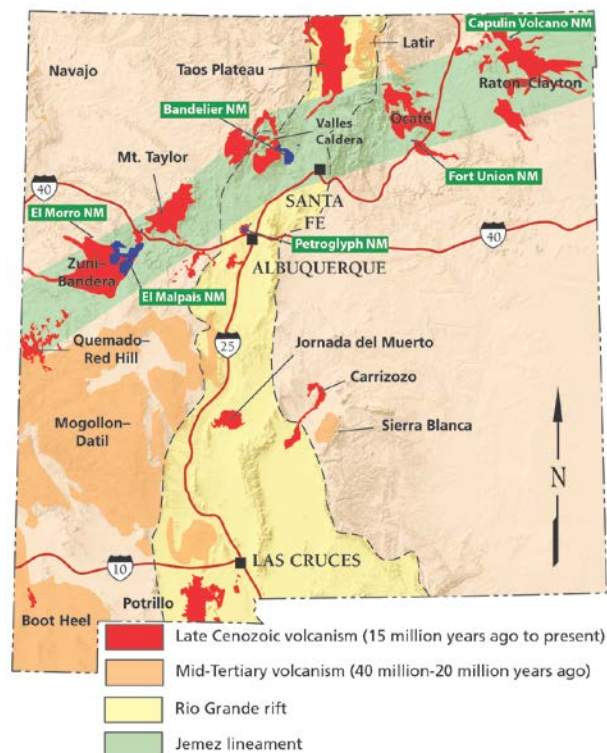 Capulin Volcano NM
Latir
Navajo
Taos Plateau
Raton-Clayton
Bandelier NM
Valles
Caldera
Ocaté
Mt. Taylor
Fort Union NM
40
SANTA
FE
El Morro NM
Petroglyph NM
40
Zuni-
Bandera
ALBUQUERQUE
El Malpais NM
Quemado–
Red Hill
25
Jornada del Muerto
Carrizozo
Mogollon–
Datil
Sierra Blanca
N
10
LAS CRUCES
Potrillo
Boot Heel
Late Cenozoic volcanism (15 million years ago to present)
Mid-Tertiary volcanism (40 million-20 million years ago)
Rio Grande rift
Jemez lineament